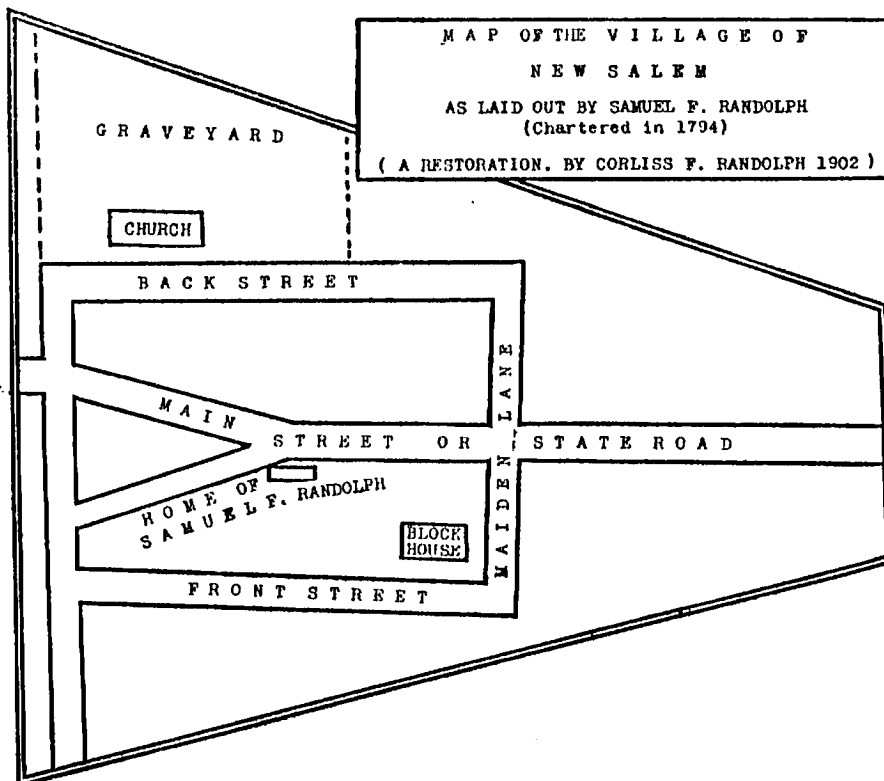 MAP OF THE VILLAGE OF
NEW SALEM
AS LAID OUT BY SAMUEL F. RANDOLPH
(Chartered in 1794)
( A RESTORATION. BY CORLISS F. RANDOLPH 1902 )
GRAVEYARD
CHURCH
BACK STREET
MAIN
STREET OR STATE ROAD
MAIDEN LANE
HOME OF
SAMUEL F. RANDOLPH
BLOCK
HOUSE
FRONT STREET